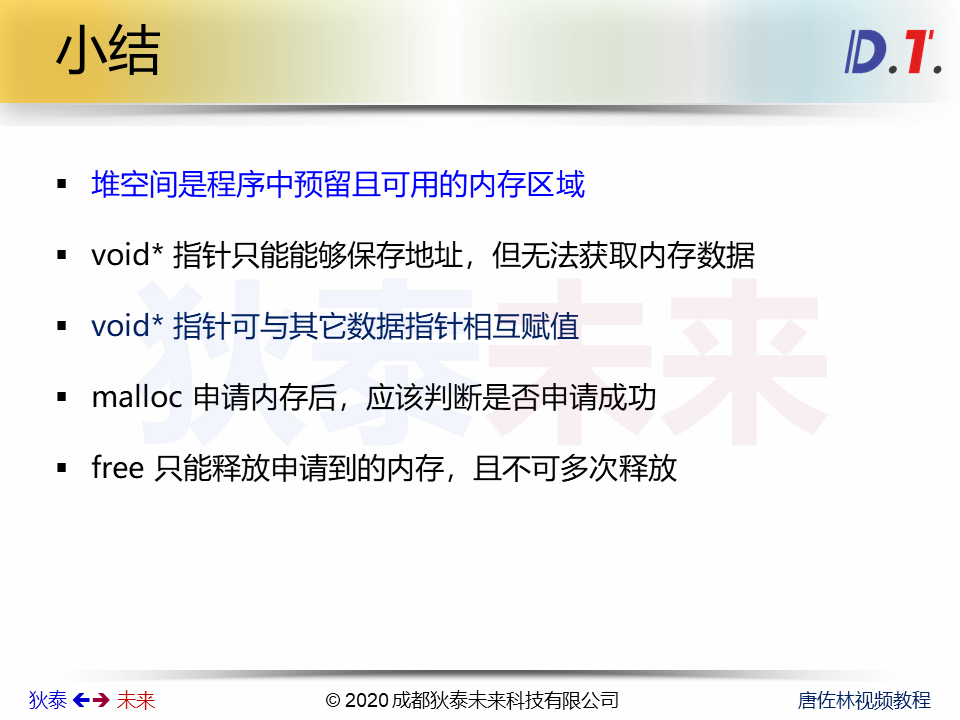 小结
D.T.
堆空间是程序中预留且可用的内存区域
void* 指针只能能够保存地址，但无法获取内存数据
void* 指针可与其它数据指针相互赋值
malloc 申请内存后，应该判断是否申请成功
free 只能释放申请到的内存，且不可多次释放
狄泰未来
狄泰 未来
© 2020 成都狄泰未来科技有限公司
唐佐林视频教程